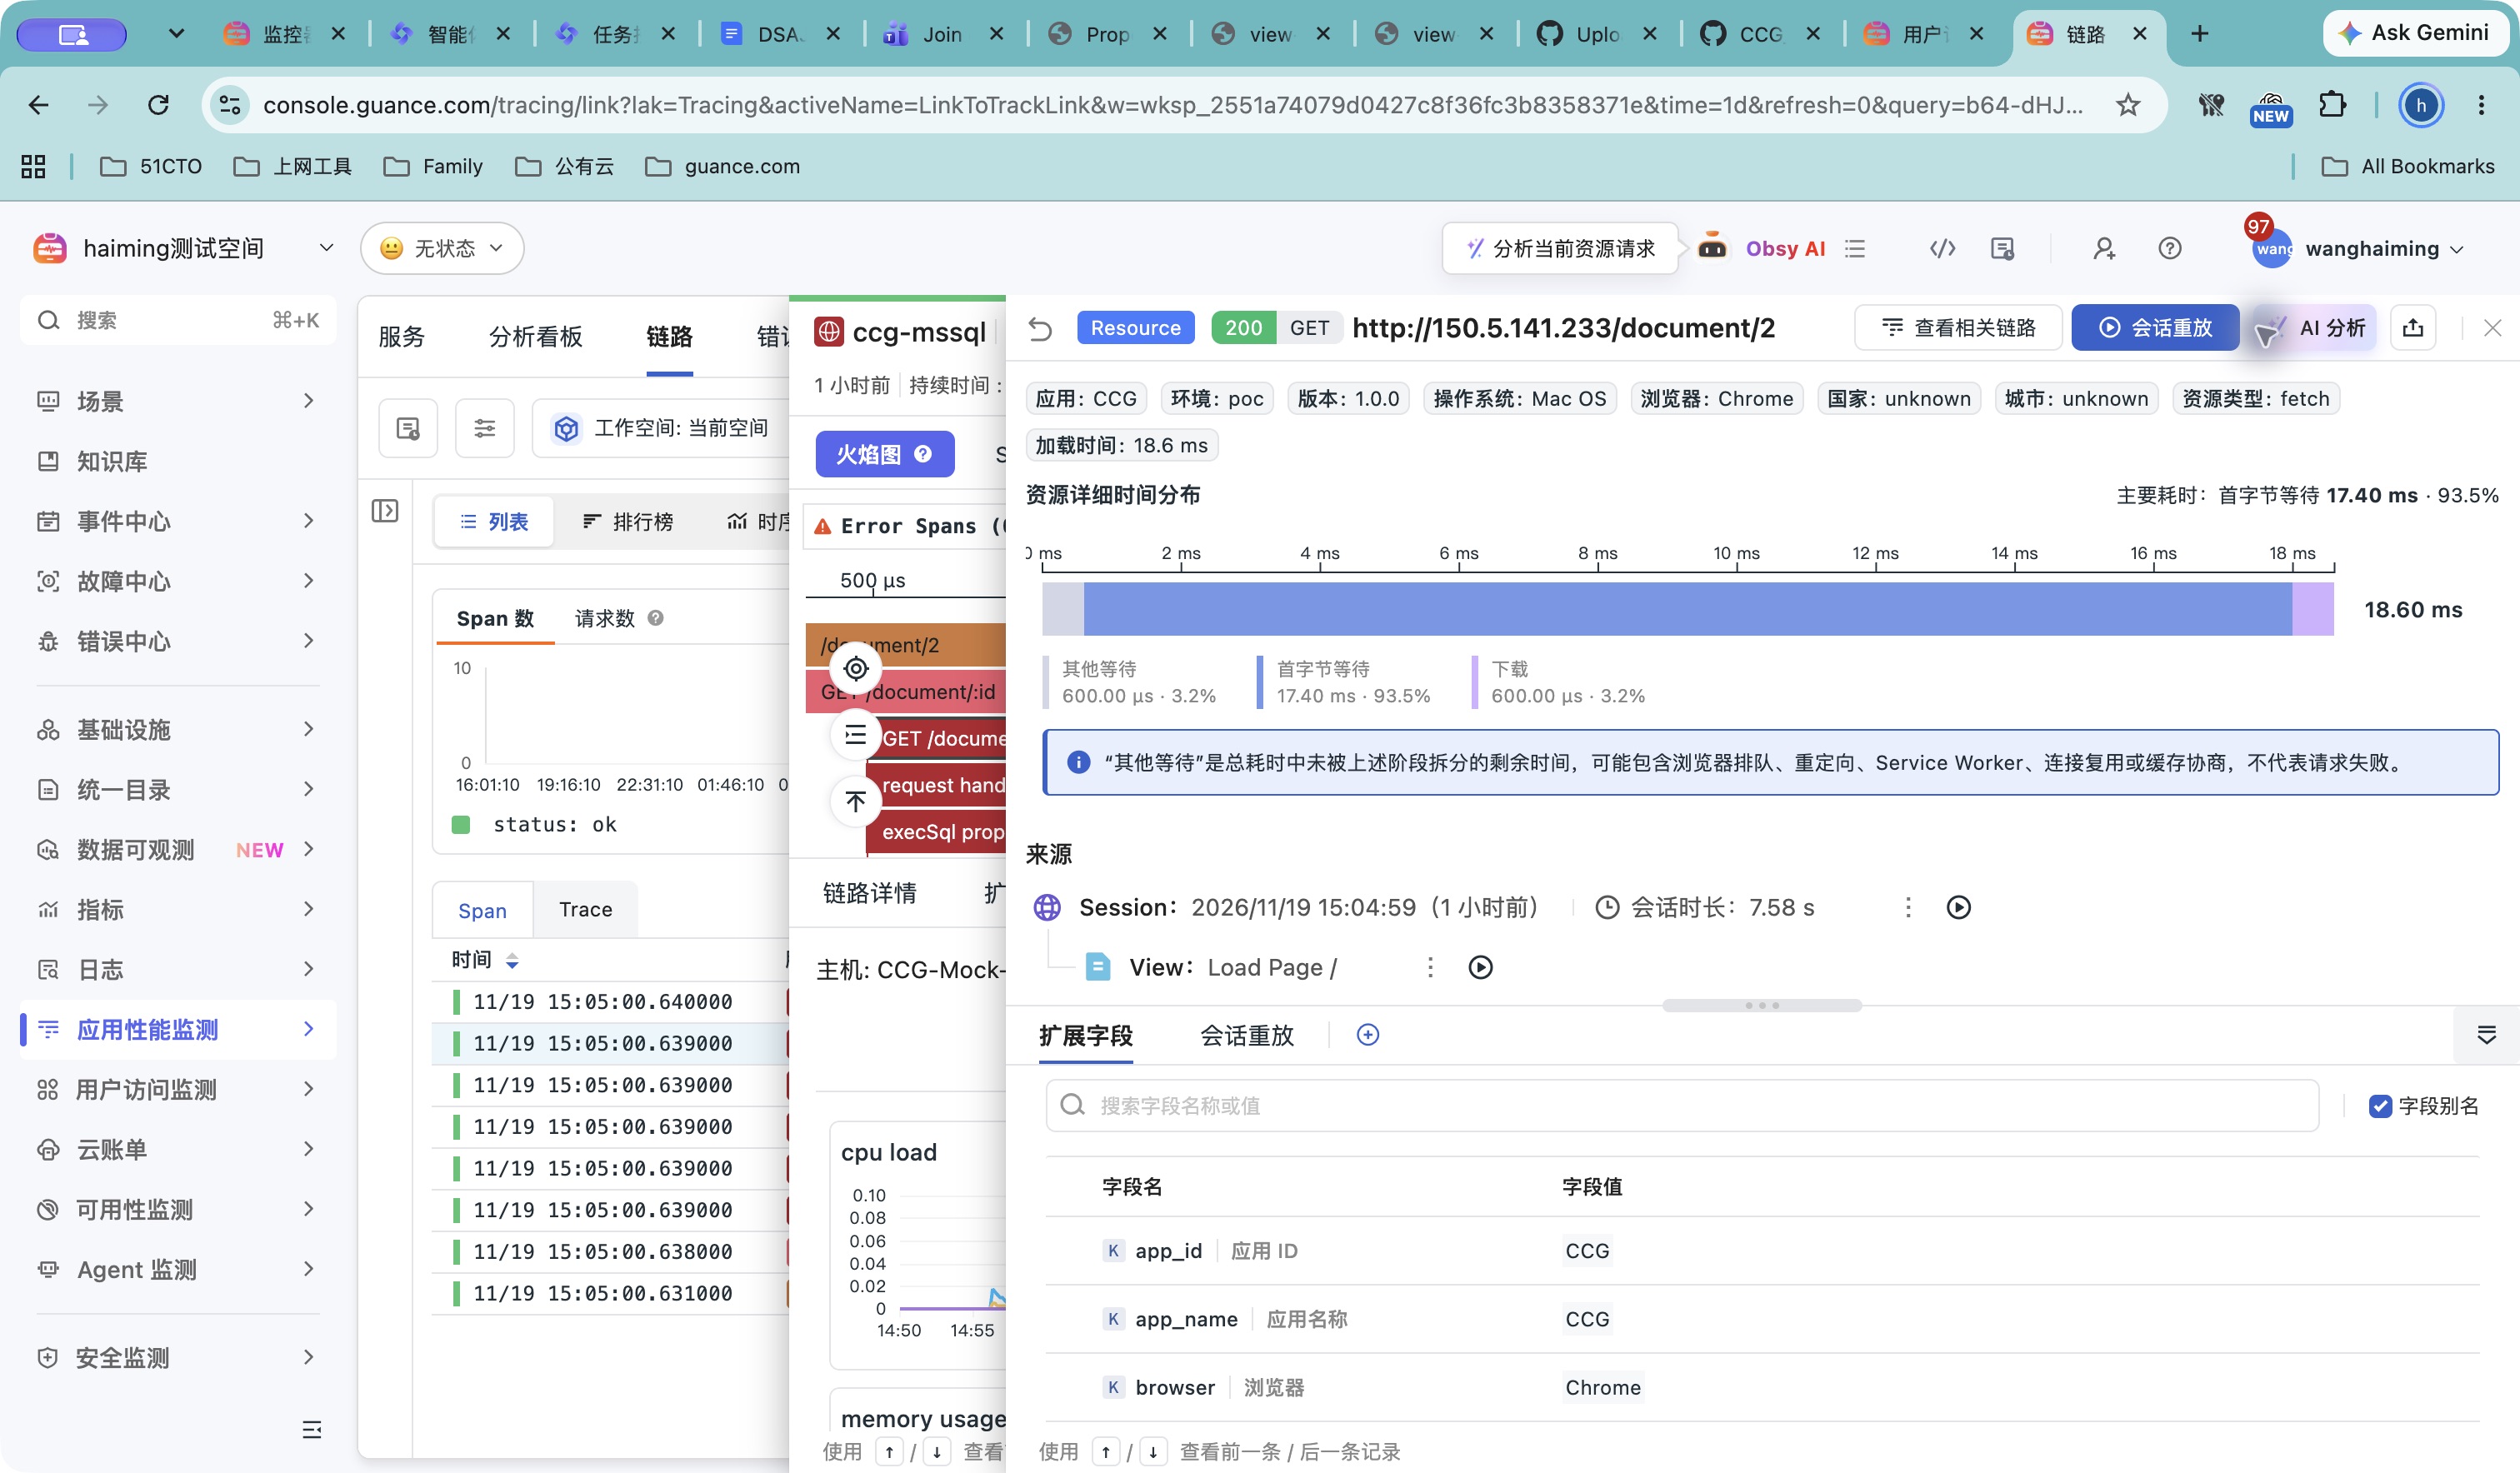 监控
智能
任务
DSA
Join
Prop
view
view
Uplo
CCG
用户
链路
Ask Gemini
console.guance.com/tracing/link?lak=Tracing&activeName=LinkToTrackLink&w=wksp_2551a74079d0427c8f36fc3b8358371e&time=1d&refresh=0&query=b64-dHJ...
NEW
h
51CTO
上网工具
Family
公有云
guance.com
All Bookmarks
haiming测试空间
无状态
分析当前资源请求
Obsy AI
97
wang
wanghaiming
搜索
⌘+K
场景
知识库
事件中心
故障中心
错误中心
基础设施
统一目录
数据可观测 NEW
指标
日志
应用性能监测
用户访问监测
云账单
可用性监测
Agent 监测
安全监测
服务
分析看板
链路
工作空间: 当前空间
列表
排行榜
Span 数
请求数
10
0
16:01:10
19:16:10
22:31:10
01:46:10
status: ok
Span
Trace
时间
11/19 15:05:00.640000
11/19 15:05:00.639000
11/19 15:05:00.639000
11/19 15:05:00.639000
11/19 15:05:00.639000
11/19 15:05:00.639000
11/19 15:05:00.638000
11/19 15:05:00.631000
ccg-mssql
1 小时前
持续时间 :
火焰图
Error Spans
500 µs
GET /docume
request hand
execSql prop
链路详情
主机: CCG-Mock-
cpu load
0.10
0.08
0.06
0.04
0.02
0
14:50
14:55
memory usage
使用 ↑ / ↓ 查看
Resource
200
GET
http://150.5.141.233/document/2
查看相关链路
会话重放
AI 分析
应用: CCG
环境: poc
版本: 1.0.0
操作系统: Mac OS
浏览器: Chrome
国家: unknown
城市: unknown
资源类型: fetch
加载时间: 18.6 ms
资源详细时间分布
主要耗时: 首字节等待 17.40 ms · 93.5%
0 ms
2 ms
4 ms
6 ms
8 ms
10 ms
12 ms
14 ms
16 ms
18 ms
18.60 ms
其他等待
600.00 µs · 3.2%
首字节等待
17.40 ms · 93.5%
下载
600.00 µs · 3.2%
“其他等待”是总耗时中未被上述阶段拆分的剩余时间，可能包含浏览器排队、重定向、Service Worker、连接复用或缓存协商，不代表请求失败。
来源
Session: 2026/11/19 15:04:59（1 小时前）
会话时长: 7.58 s
View: Load Page /
扩展字段
会话重放
搜索字段名称或值
字段别名
字段名
字段值
K app_id 应用 ID
CCG
K app_name 应用名称
CCG
K browser 浏览器
Chrome
使用 ↑ / ↓ 查看前一条 / 后一条记录